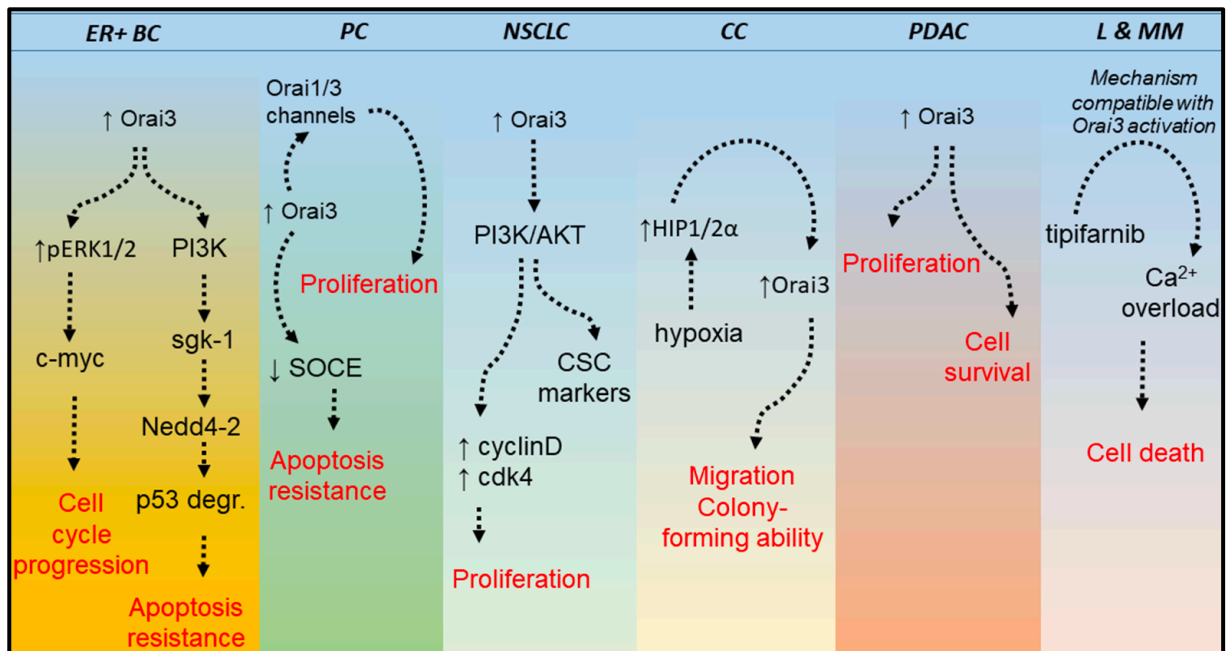 ER+ BC
PC
NSCLC
CC
PDAC
L & MM
↑ Orai3
↑pERK1/2
PI3K
c-myc
sgk-1
Nedd4-2
p53 degr.
Cell
cycle
progression
Apoptosis
resistance
Orai1/3
channels
↑ Orai3
Proliferation
↓ SOCE
Apoptosis
resistance
↑ Orai3
PI3K/AKT
CSC
markers
↑ cyclinD
↑ cdk4
Proliferation
↑HIP1/2α
↑Orai3
hypoxia
Migration
Colony-
forming ability
↑ Orai3
Proliferation
Cell
survival
Mechanism
compatible with
Orai3 activation
tipifarnib
Ca²⁺
overload
Cell death